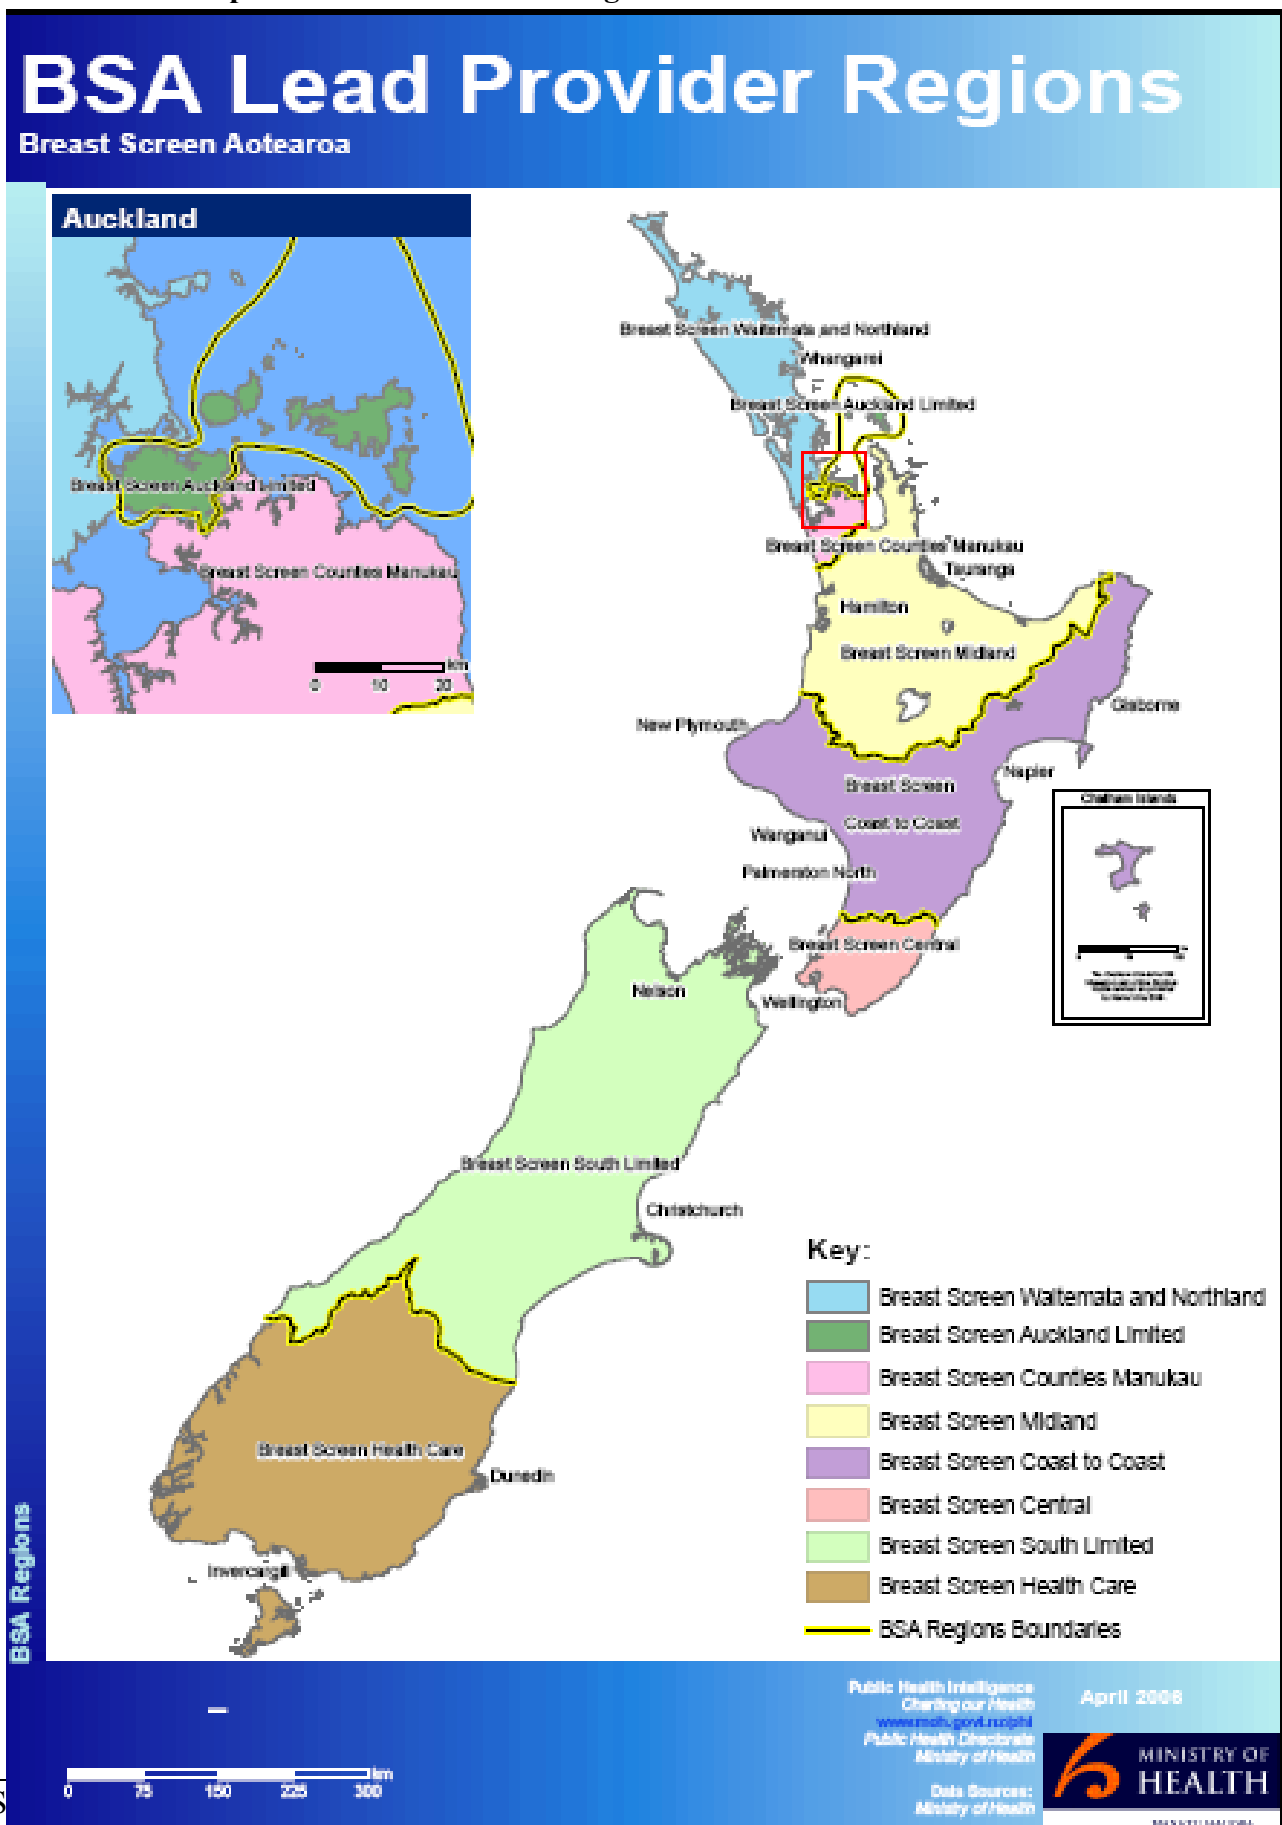 BSA Lead Provider Regions
Breast Screen Aotearoa
Auckland
Breast Screen Auckland Limited
Breast Screen Counties Manukau
km
0 10 20
Breast Screen Waitemata and Northland
Whangarei
Breast Screen Auckland Limited
Breast Screen Counties Manukau
Tauranga
Hamilton
Breast Screen Midland
Gisborne
New Plymouth
Napier
Breast Screen
Coast to Coast
Chatham Islands
Wanganui
Palmerston North
Breast Screen Central
Nelson
Wellington
Breast Screen South Limited
Christchurch
Key:
Breast Screen Waitemata and Northland
Breast Screen Auckland Limited
Breast Screen Counties Manukau
Breast Screen Midland
Breast Screen Coast to Coast
Breast Screen Central
Breast Screen South Limited
Breast Screen Health Care
BSA Regions Boundaries
Breast Screen Health Care
Dunedin
Invercargill
BSA Regions
Public Health Intelligence
Charting our Health
www.moh.govt.nz/phi
Public Health Directorate
Ministry of Health
Data Sources:
Ministry of Health
April 2006
km
0 75 150 225 300
MINISTRY OF
HEALTH